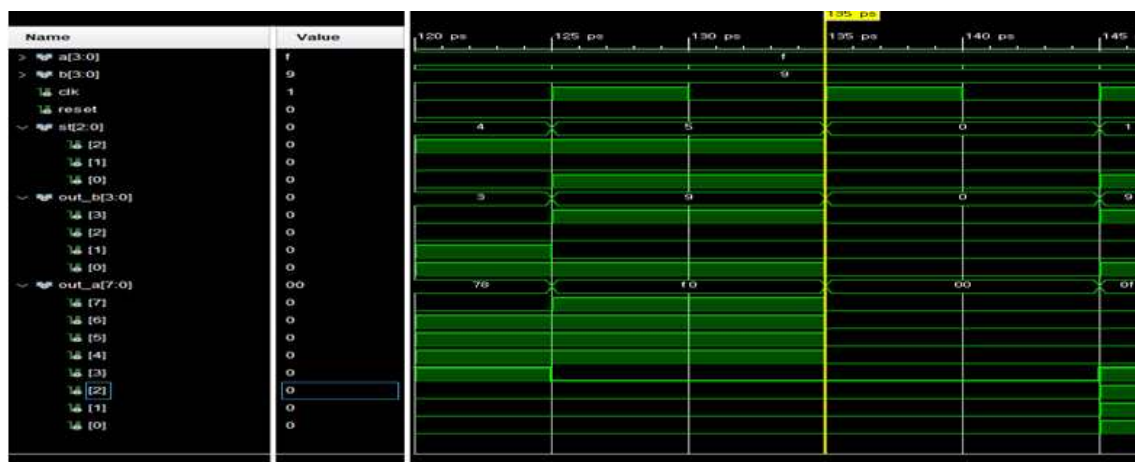 135 ps
Name Value 120 ps 125 ps 130 ps 135 ps 140 ps 145
a[3:0] f f
b[3:0] 9 9
clk 1
reset 0
st[2:0] 0 4 5 0 1
[2] 0
[1] 0
[0] 0
out_b[3:0] 0 3 9 0 9
[3] 0
[2] 0
[1] 0
[0] 0
out_a[7:0] 00 78 f0 00 0f
[7] 0
[6] 0
[5] 0
[4] 0
[3] 0
[2] 0
[1] 0
[0] 0